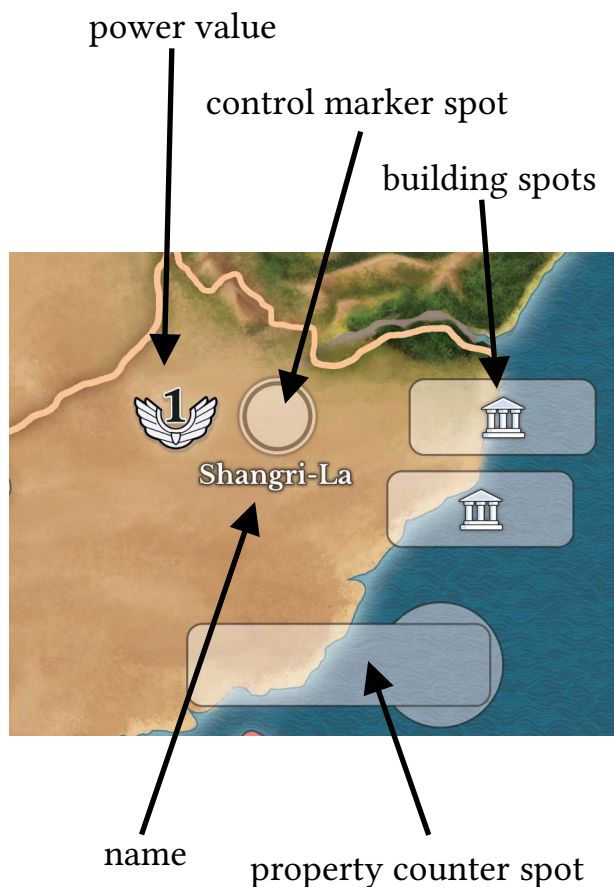 power value
control marker spot
building spots
1
Shangri-La
name
property counter spot